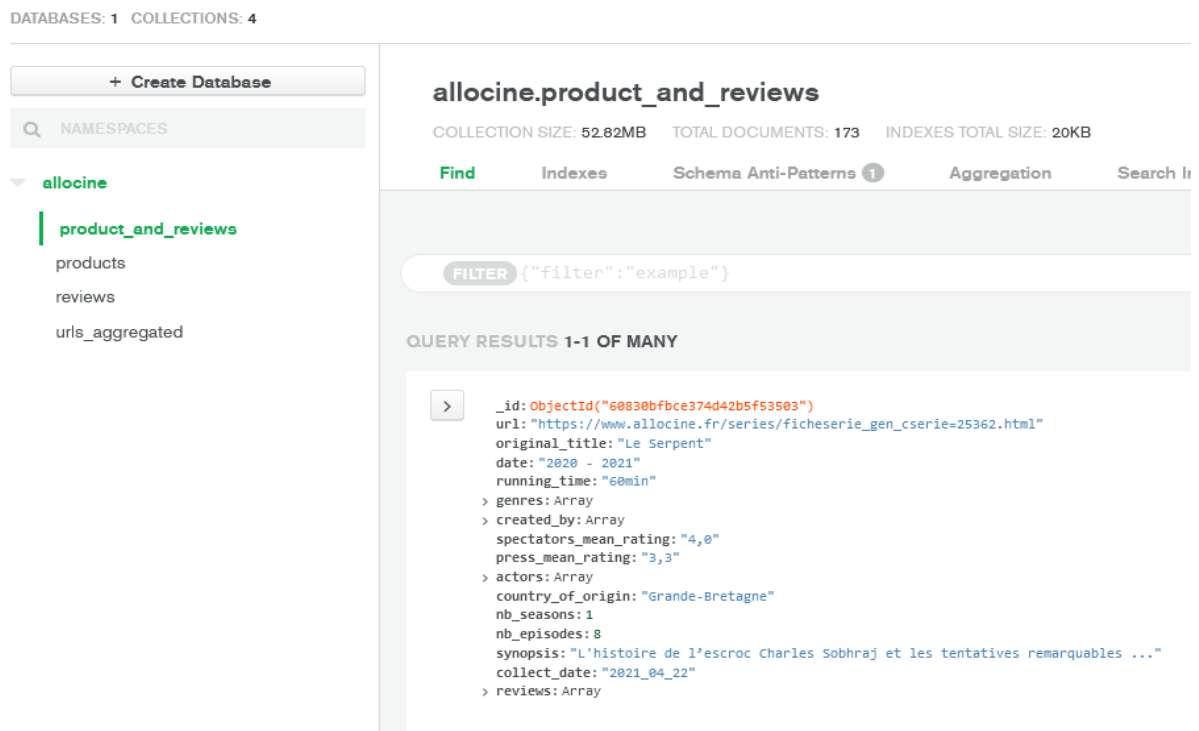 DATABASES: 1 COLLECTIONS: 4
+ Create Database
NAMESPACES
allocine
product_and_reviews
products
reviews
urls_aggregated
allocine.product_and_reviews
COLLECTION SIZE: 52.82MB TOTAL DOCUMENTS: 173 INDEXES TOTAL SIZE: 20KB
Find Indexes Schema Anti-Patterns 1 Aggregation Search In
FILTER {"filter":"example"}
QUERY RESULTS 1-1 OF MANY
_id: ObjectId("60830bfbce374d42b5f53503")
url: "https://www.allocine.fr/series/ficheserie_gen_cserie=25362.html"
original_title: "Le Serpent"
date: "2020 - 2021"
running_time: "60min"
> genres: Array
> created_by: Array
spectators_mean_rating: "4,0"
press_mean_rating: "3,3"
> actors: Array
country_of_origin: "Grande-Bretagne"
nb_seasons: 1
nb_episodes: 8
synopsis: "L'histoire de l’escroc Charles Sobhraj et les tentatives remarquables ..."
collect_date: "2021_04_22"
> reviews: Array